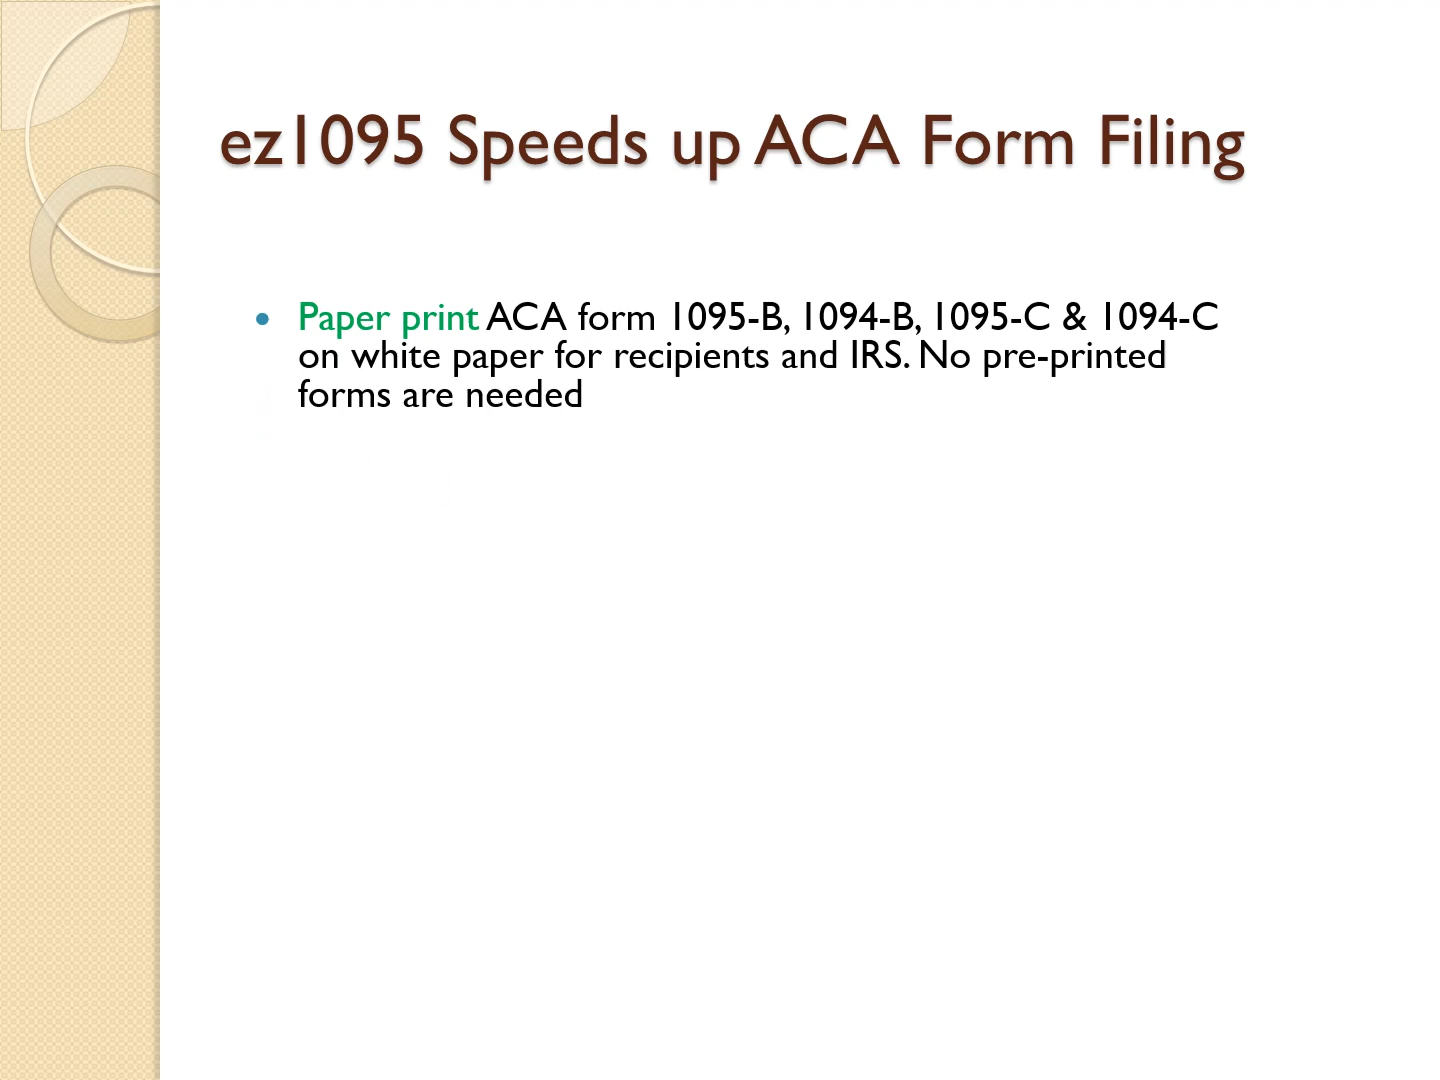 ez1095 Speeds up ACA Form Filing
• Paper print ACA form 1095-B, 1094-B, 1095-C & 1094-C
on white paper for recipients and IRS. No pre-printed
forms are needed